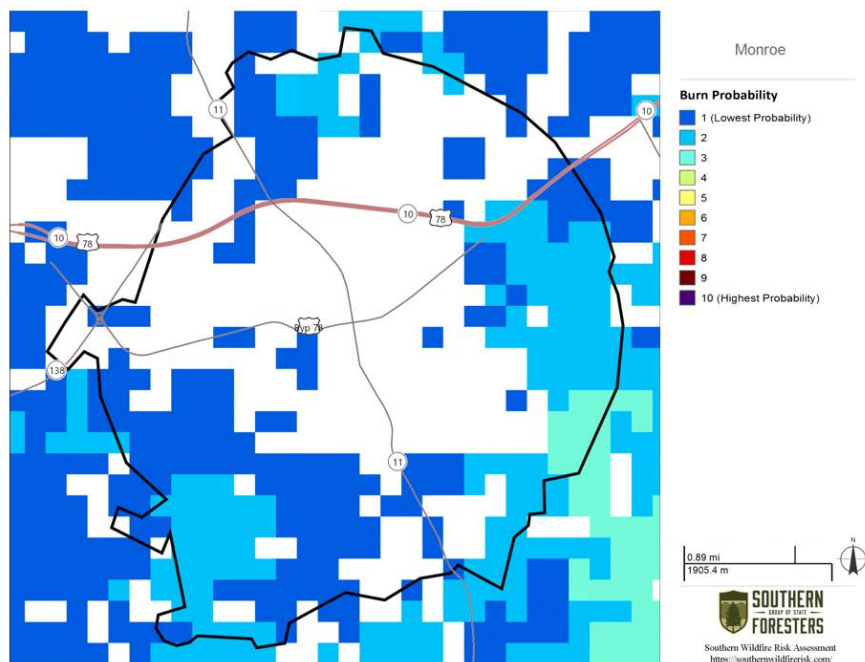 Monroe
Burn Probability
1 (Lowest Probability)
2
3
4
5
6
7
8
9
10 (Highest Probability)
11
10
10
78
10
78
Byp 78
138
11
0.89 mi
1905.4 m
N
SOUTHERN
GROUP OF STATE
FORESTERS
Southern Wildfire Risk Assessment
https://southernwildfirerisk.com/